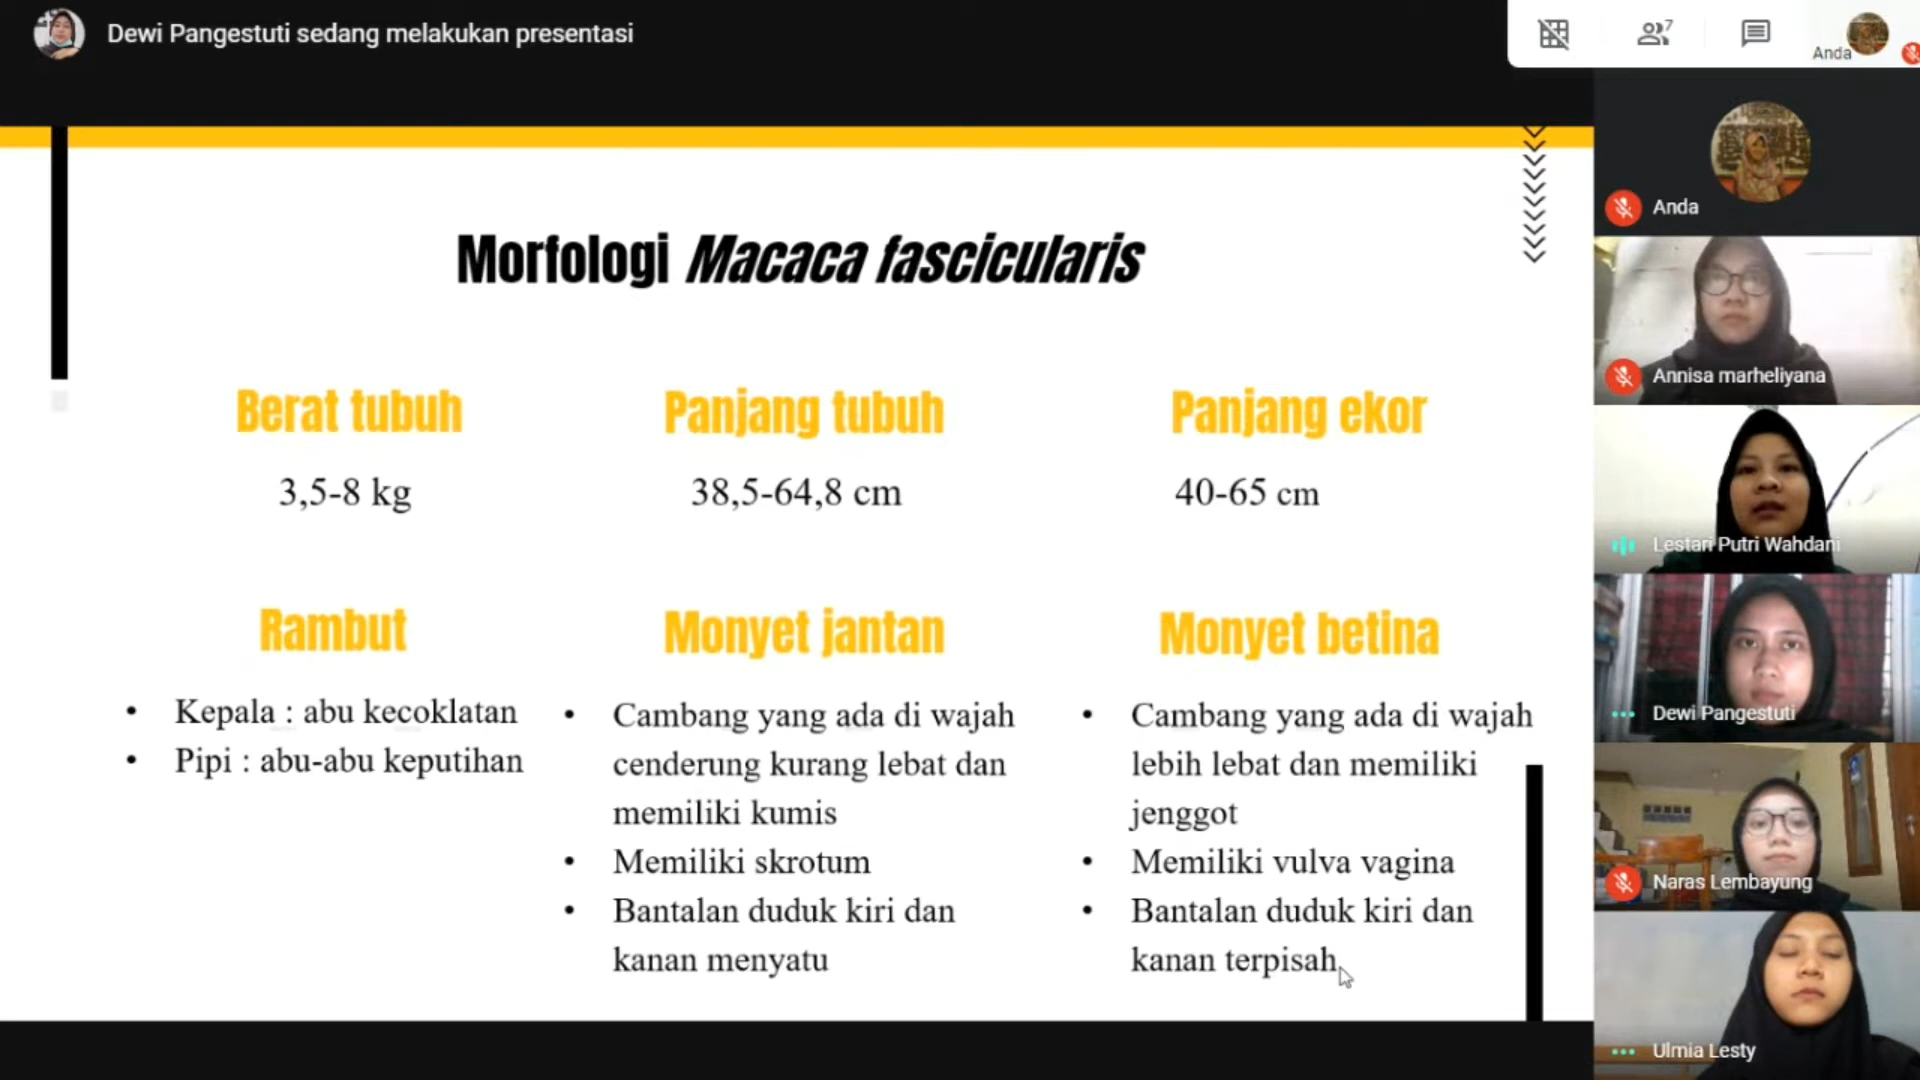 Dewi Pangestuti sedang melakukan presentasi
7
Anda
Morfologi Macaca fascicularis
Berat tubuh
3,5-8 kg
Panjang tubuh
38,5-64,8 cm
Panjang ekor
40-65 cm
Rambut
• Kepala : abu kecoklatan
• Pipi : abu-abu keputihan
Monyet jantan
• Cambang yang ada di wajah
cenderung kurang lebat dan
memiliki kumis
• Memiliki skrotum
• Bantalan duduk kiri dan
kanan menyatu
Monyet betina
• Cambang yang ada di wajah
lebih lebat dan memiliki
jenggot
• Memiliki vulva vagina
• Bantalan duduk kiri dan
kanan terpisah
Anda
Annisa marheliyana
Lestari Putri Wahdani
Dewi Pangestuti
Naras Lembayung
Ulmia Lesty